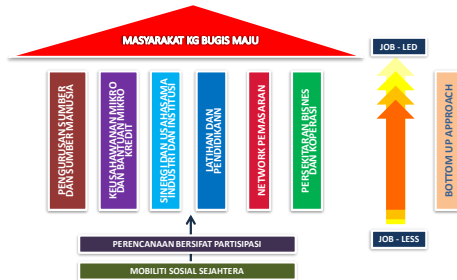 MASYARAKAT KG BUGIS MAJU
JOB - LED
PENGURUSAN SUMBER
DAN SUMBER MANUSIA
KEUSAHAWANAN MIKRO
DAN BANTUAN MIKRO
KREDIT
SINERGI DAN USAHASAMA
INDUSTRI DAN INSTITUSI
LATIHAN DAN
PENDIDIKANN
NETWORK PEMASARAN
PERSEKITARAN BISNES
DAN KOPERASI
BOTTOM UP APPROACH
JOB - LESS
PERENCANAAN BERSIFAT PARTISIPASI
MOBILITI SOSIAL SEJAHTERA